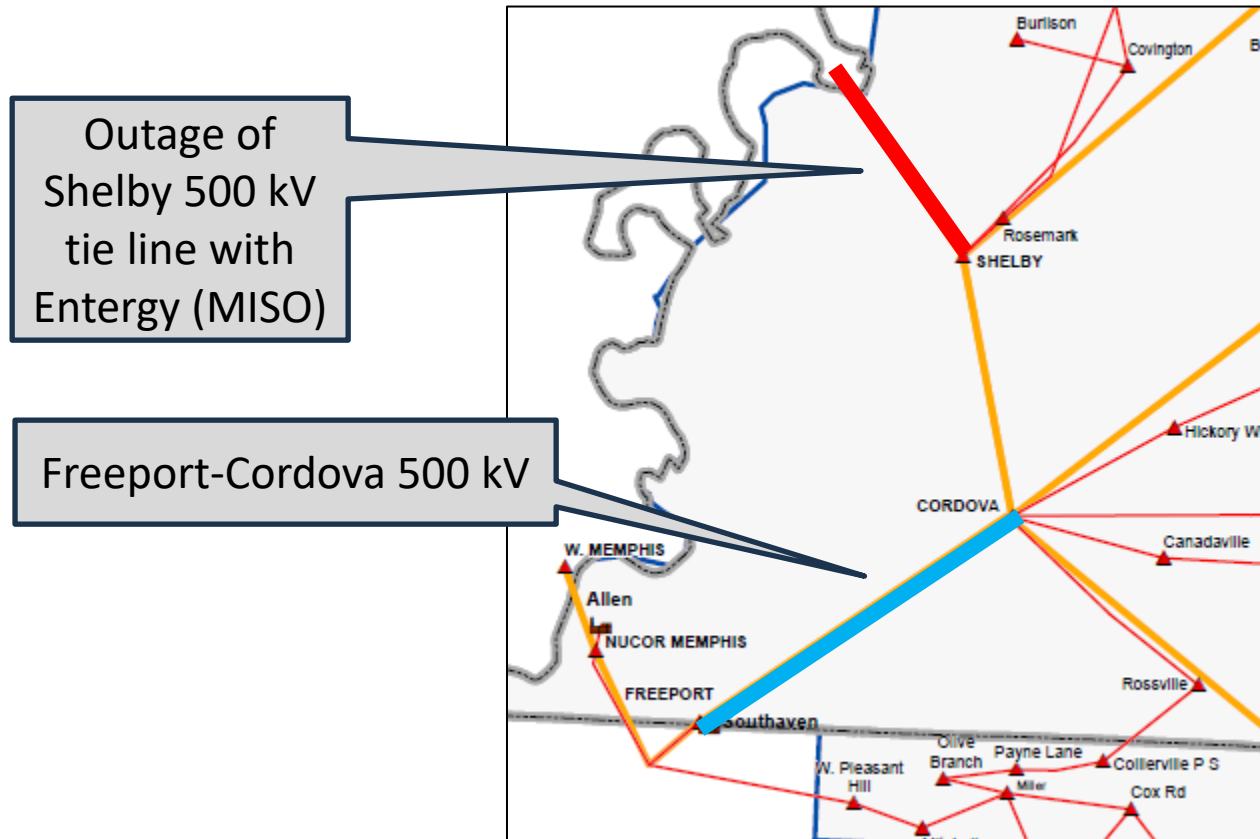 Outage of
Shelby 500 kV
tie line with
Entergy (MISO)
Freeport-Cordova 500 kV
Burlison
Covington
B
Rosemark
SHELBY
Hickory W
CORDOVA
Canadaville
W. MEMPHIS
Allen
NUCOR MEMPHIS
Rossville
FREEPORT
Southaven
Olive
Branch
Payne Lane
Collierville P S
W. Pleasant
Hill
Miller
Cox Rd